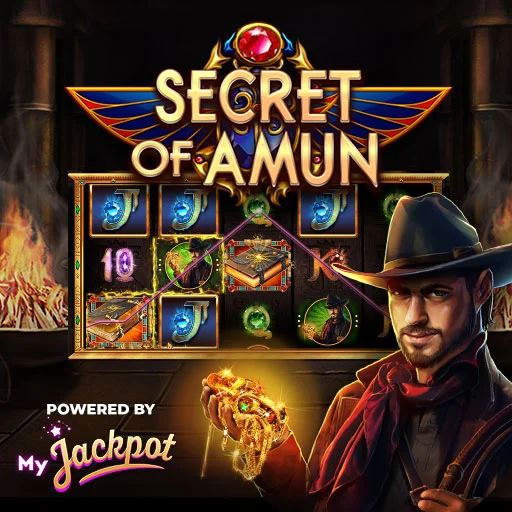 SECRET
OF AMUN
J J J
10 K
J
POWERED BY
My Jackpot